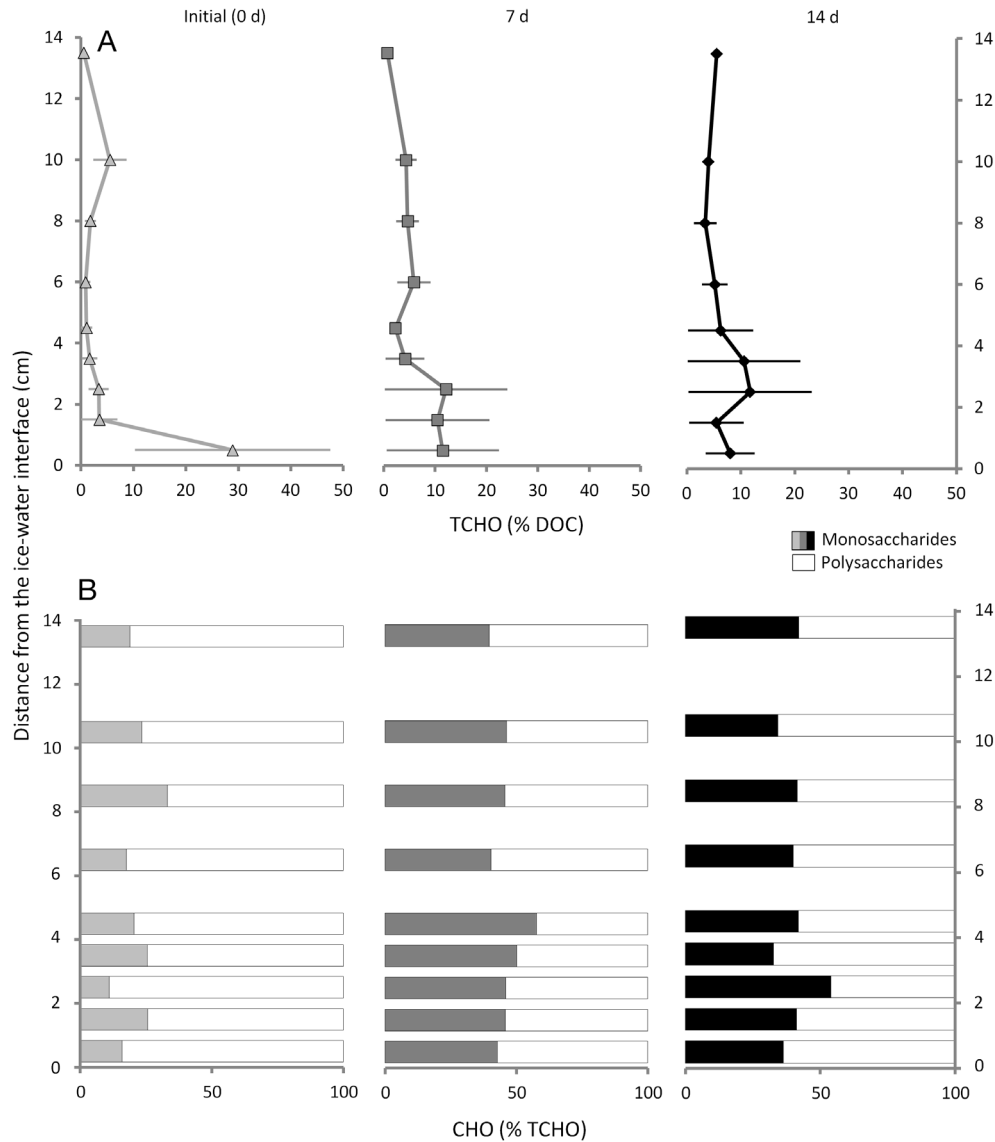 Initial (0 d)
7 d
14 d
A
14
12
10
8
6
4
2
0
0 10 20 30 40 50
0 10 20 30 40 50
0 10 20 30 40 50
14
12
10
8
6
4
2
0
TCHO (% DOC)
Distance from the ice-water interface (cm)
Monosaccharides
Polysaccharides
B
14
12
10
8
6
4
2
0
0 50 100
0 50 100
0 50 100
14
12
10
8
6
4
2
0
CHO (% TCHO)